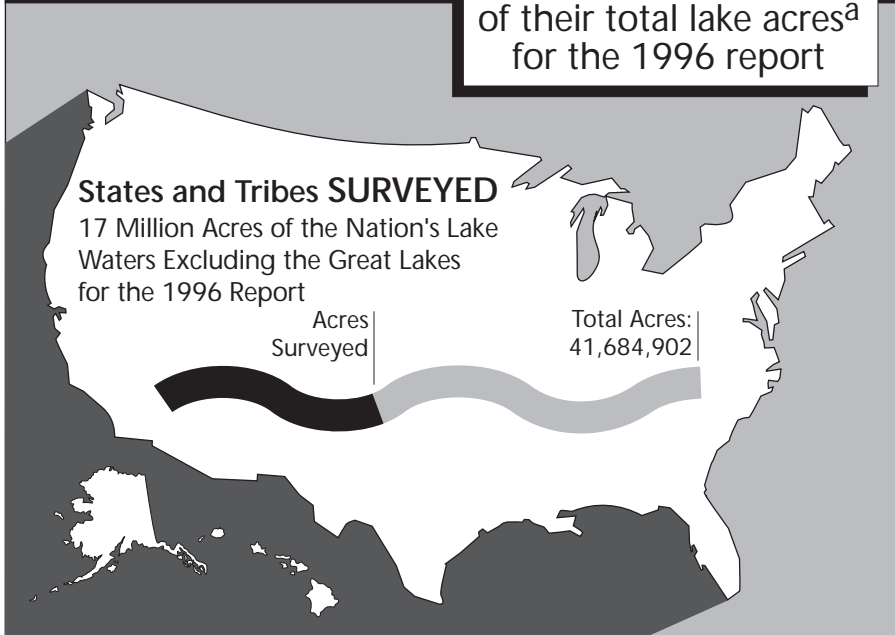 of their total lake acresa
for the 1996 report
States and Tribes SURVEYED
17 Million Acres of the Nation's Lake
Waters Excluding the Great Lakes
for the 1996 Report
Acres
Surveyed
Total Acres:
41,684,902